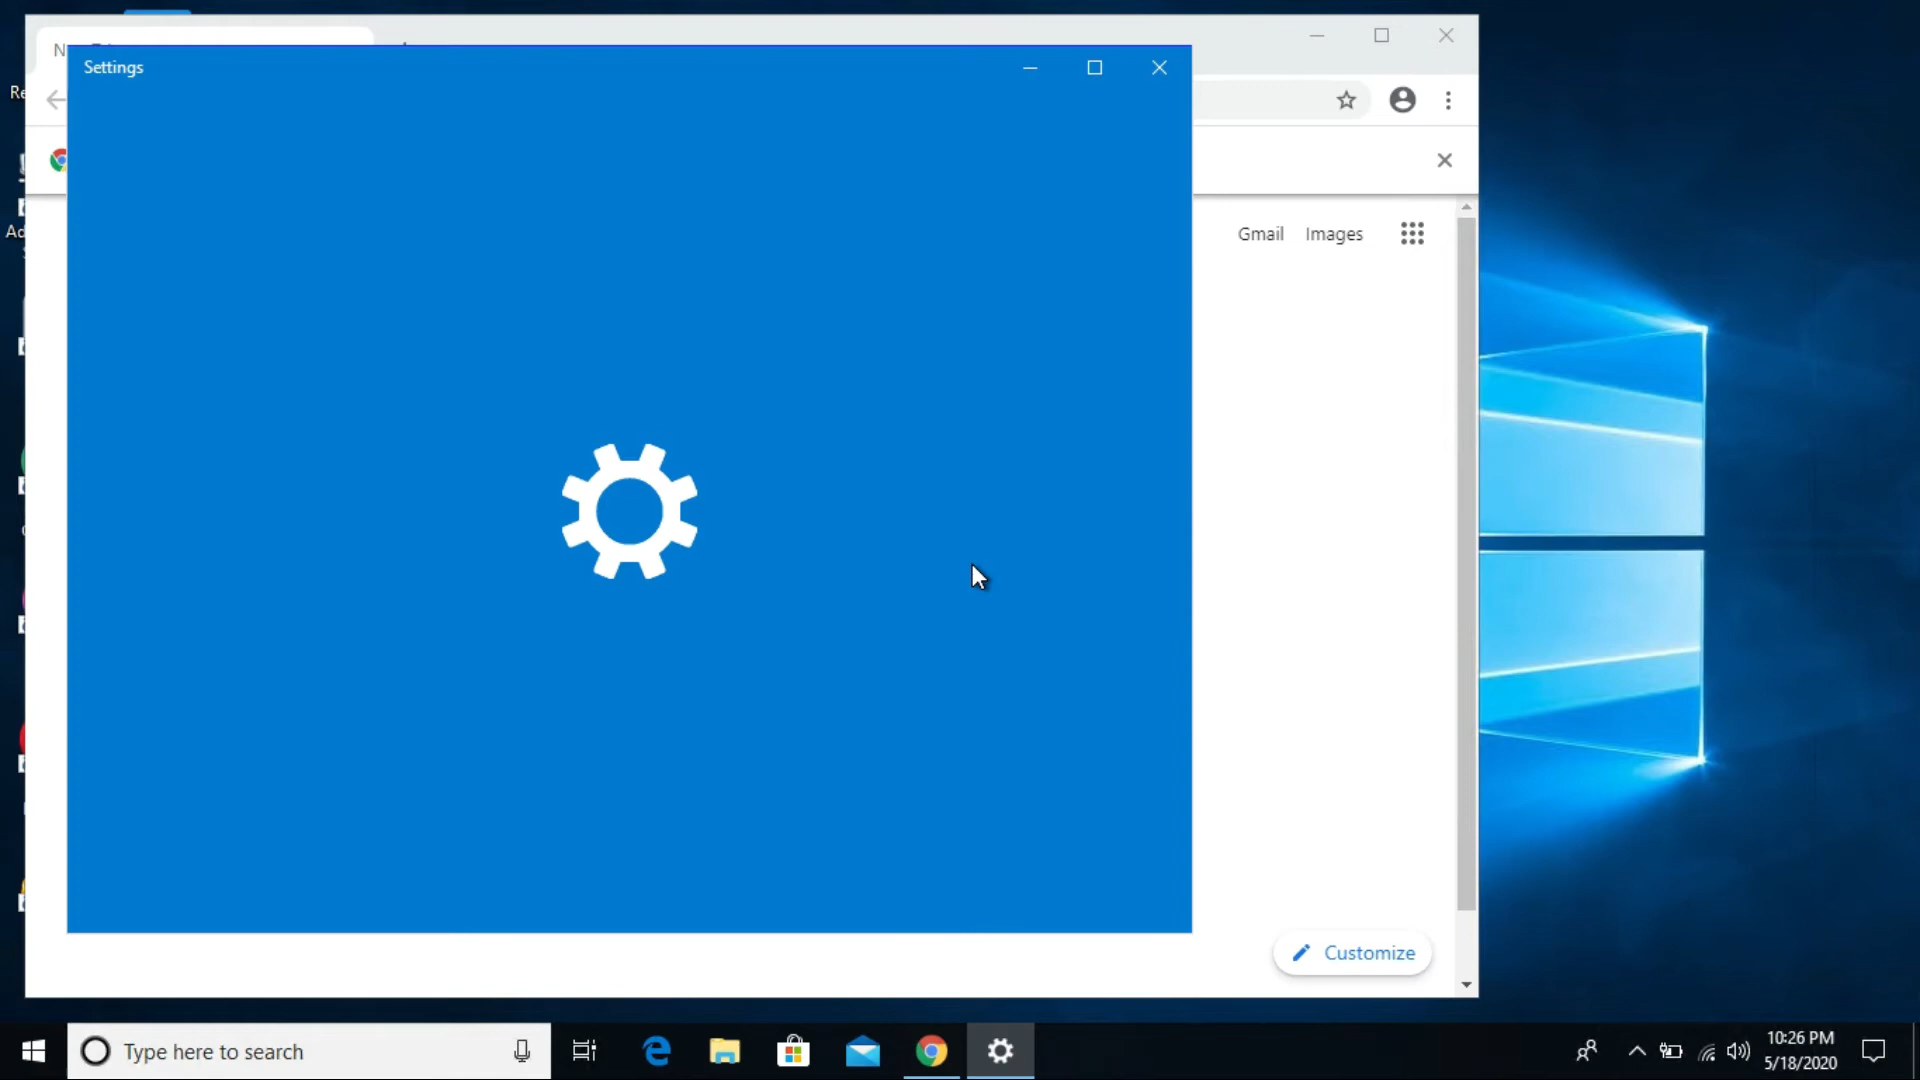 Settings
Gmail Images
Customize
Type here to search
10:26 PM
5/18/2020